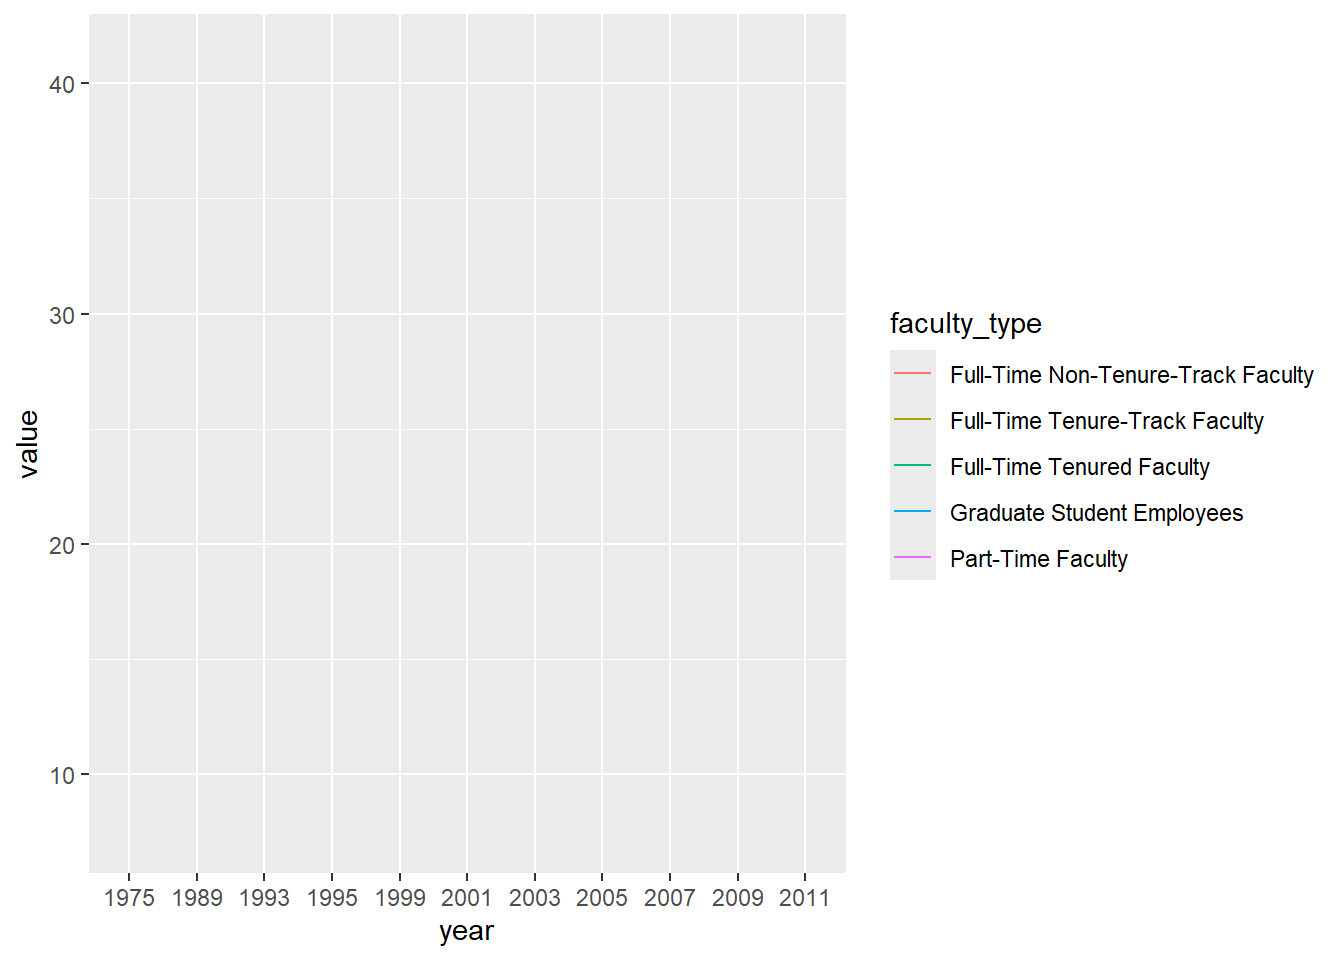 40
30
20
10
value
1975 1989 1993 1995 1999 2001 2003 2005 2007 2009 2011
year
faculty_type
Full-Time Non-Tenure-Track Faculty
Full-Time Tenure-Track Faculty
Full-Time Tenured Faculty
Graduate Student Employees
Part-Time Faculty